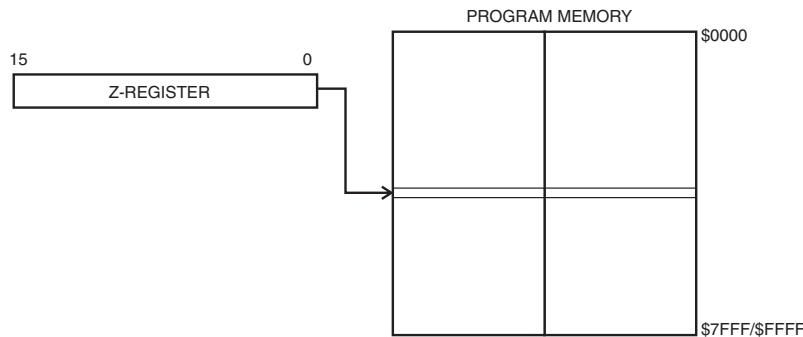 PROGRAM MEMORY
$0000
15 0
Z-REGISTER
$7FFF/$FFFF